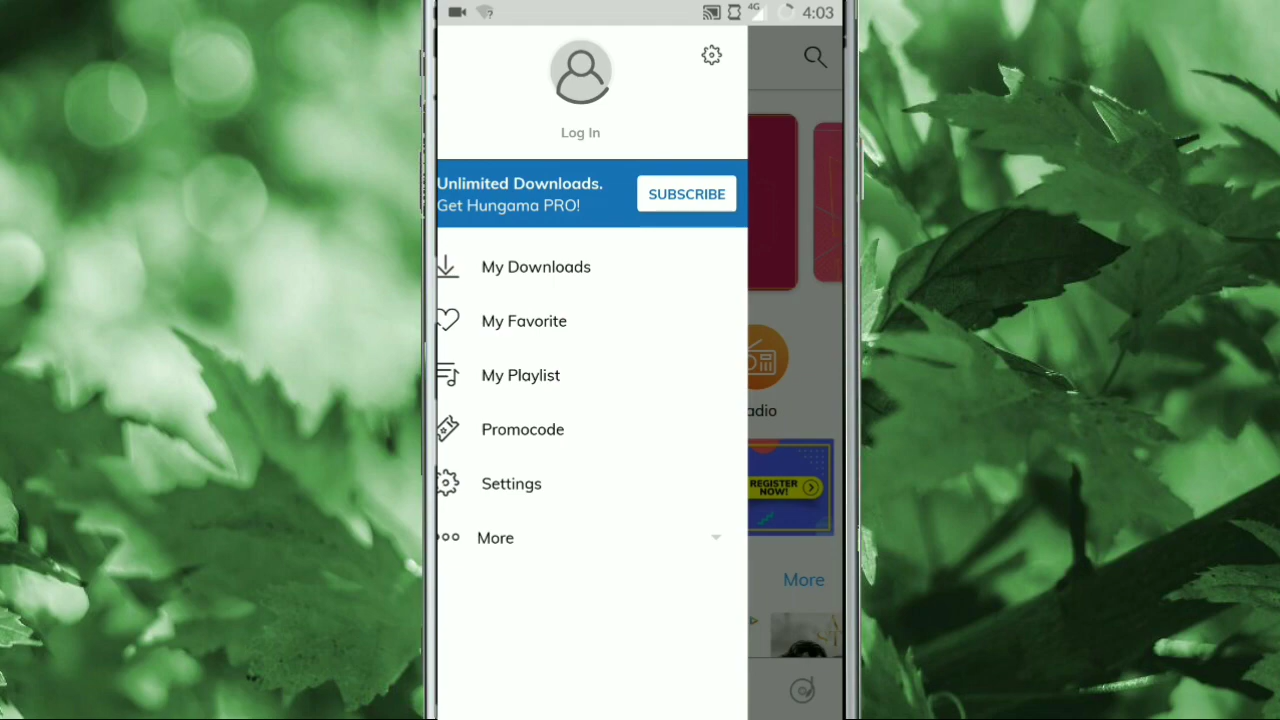 4G 4:03
Log In
Unlimited Downloads.
Get Hungama PRO!
SUBSCRIBE
My Downloads
My Favorite
My Playlist
adio
Promocode
REGISTER
NOW!
Settings
More
More